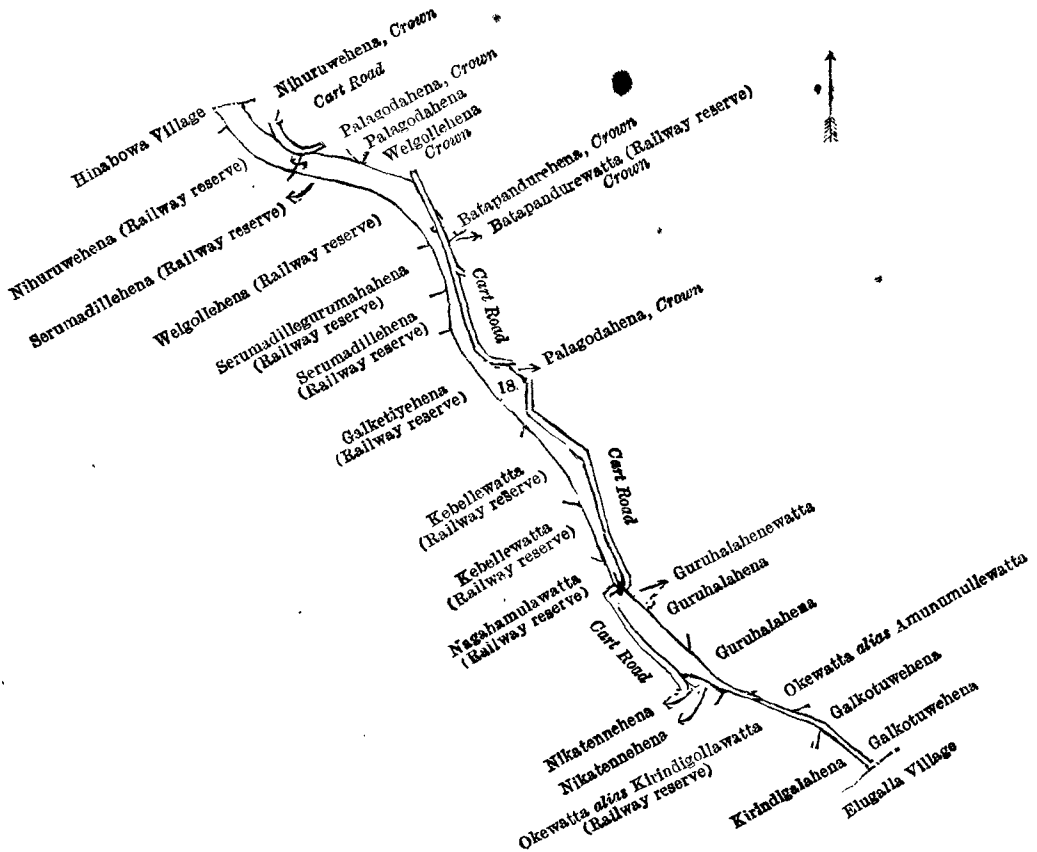 Nihuruwehena, Crown
Cart Road
Palagodahena, Crown
Palagodahena
Welgollehena
Crown
Hinabowa Village
Batapandurehena, Crown
Batapandurewatta (Railway reserve)
Crown
Nihuruwehena (Railway reserve)
Serumadillehena (Railway reserve)
Welgollehena (Railway reserve)
Serumadillegurumahahena
(Railway reserve)
Serumadillehena
(Railway reserve)
Cart Road
Palagodahena, Crown
18.
Galketiyehena
(Railway reserve)
Cart Road
Kebellewatta
(Railway reserve)
Kebellewatta
(Railway reserve)
Nagahamulawatta
(Railway reserve)
Guruhalahenewatta
Guruhalahena
Guruhalahena
Cart Road
Okewatta alias Amunumullewatta
Galkotuwehena
Galkotuwehena
Nikatennehena
Nikatennehena
Okewatta alias Kirindigollawatta
(Railway reserve)
Kirindigalahena
Elugalla Village